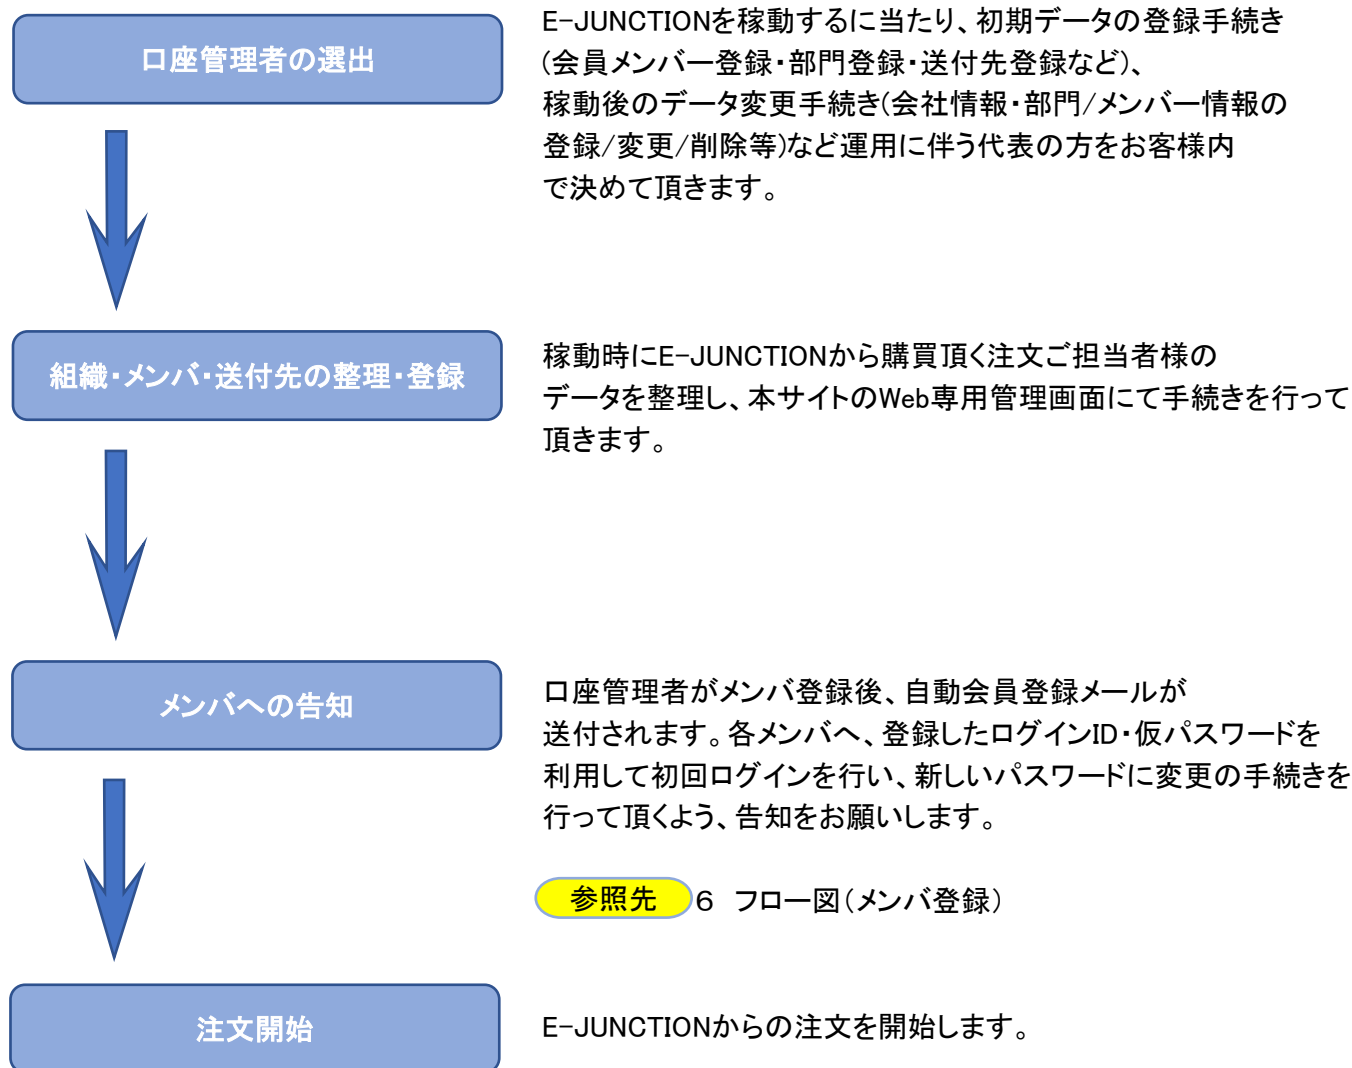 口座管理者の選出
E-JUNCTIONを稼動するに当たり、初期データの登録手続き
(会員メンバー登録・部門登録・送付先登録など)、
稼動後のデータ変更手続き(会社情報・部門/メンバー情報の
登録/変更/削除等)など運用に伴う代表の方をお客様内
で決めて頂きます。
組織・メンバ・送付先の整理・登録
稼動時にE-JUNCTIONから購買頂く注文ご担当者様の
データを整理し、本サイトのWeb専用管理画面にて手続きを行って
頂きます。
メンバへの告知
口座管理者がメンバ登録後、自動会員登録メールが
送付されます。各メンバへ、登録したログインID・仮パスワードを
利用して初回ログインを行い、新しいパスワードに変更の手続きを
行って頂くよう、告知をお願いします。
参照先 ６ フロー図（メンバ登録）
注文開始
E-JUNCTIONからの注文を開始します。